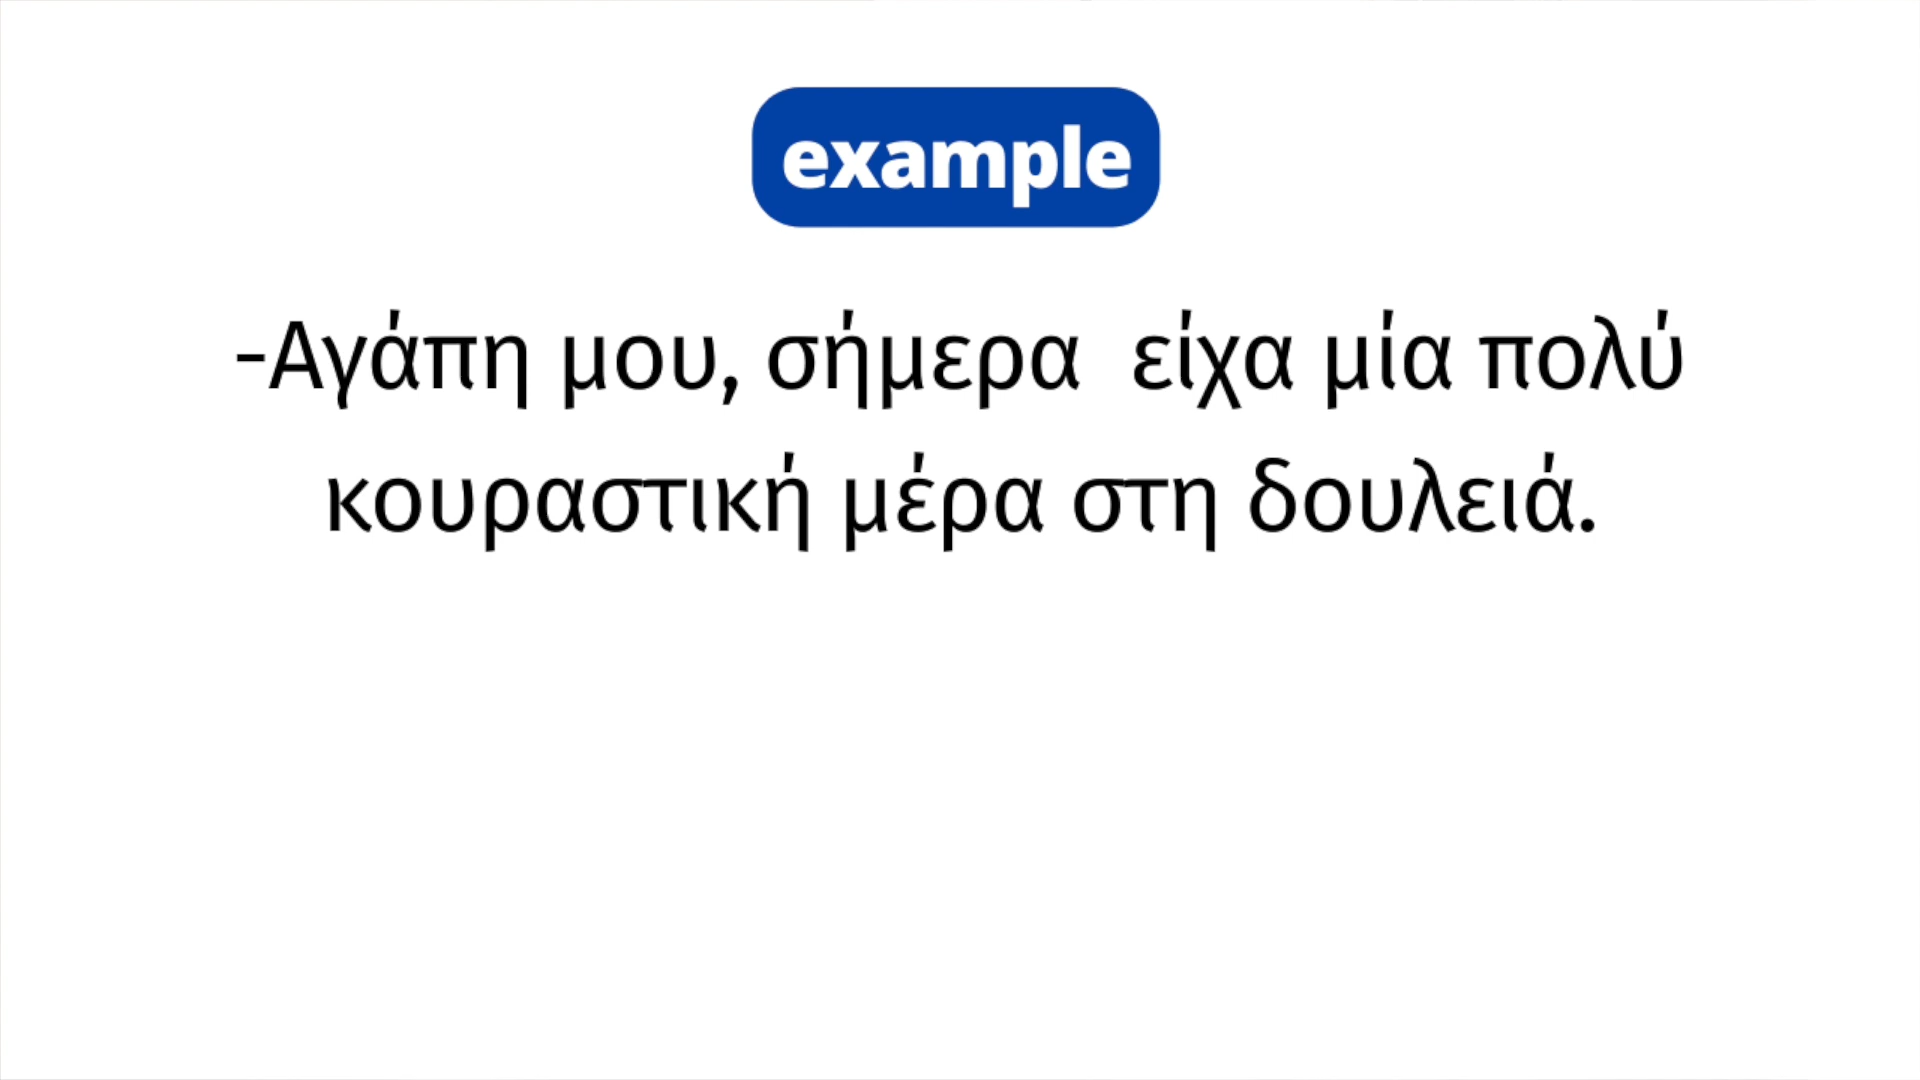 example
-Αγάπη μου, σήμερα  είχα μία πολύ
κουραστική μέρα στη δουλειά.